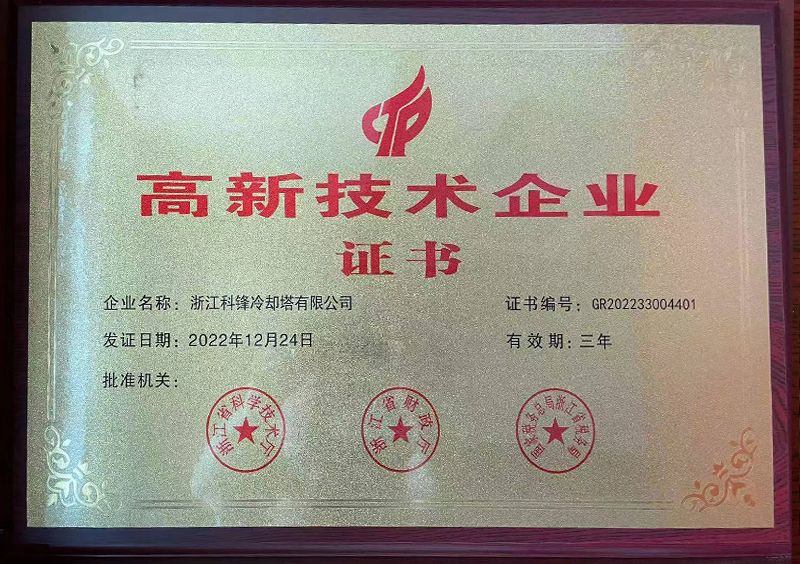 高新技术企业
证书
企业名称：浙江科锋冷却塔有限公司 证书编号：GR202233004401
发证日期：2022年12月24日 有效期：三年
批准机关：
浙江省科学技术厅
浙江省财政厅
国家税务总局浙江省税务局